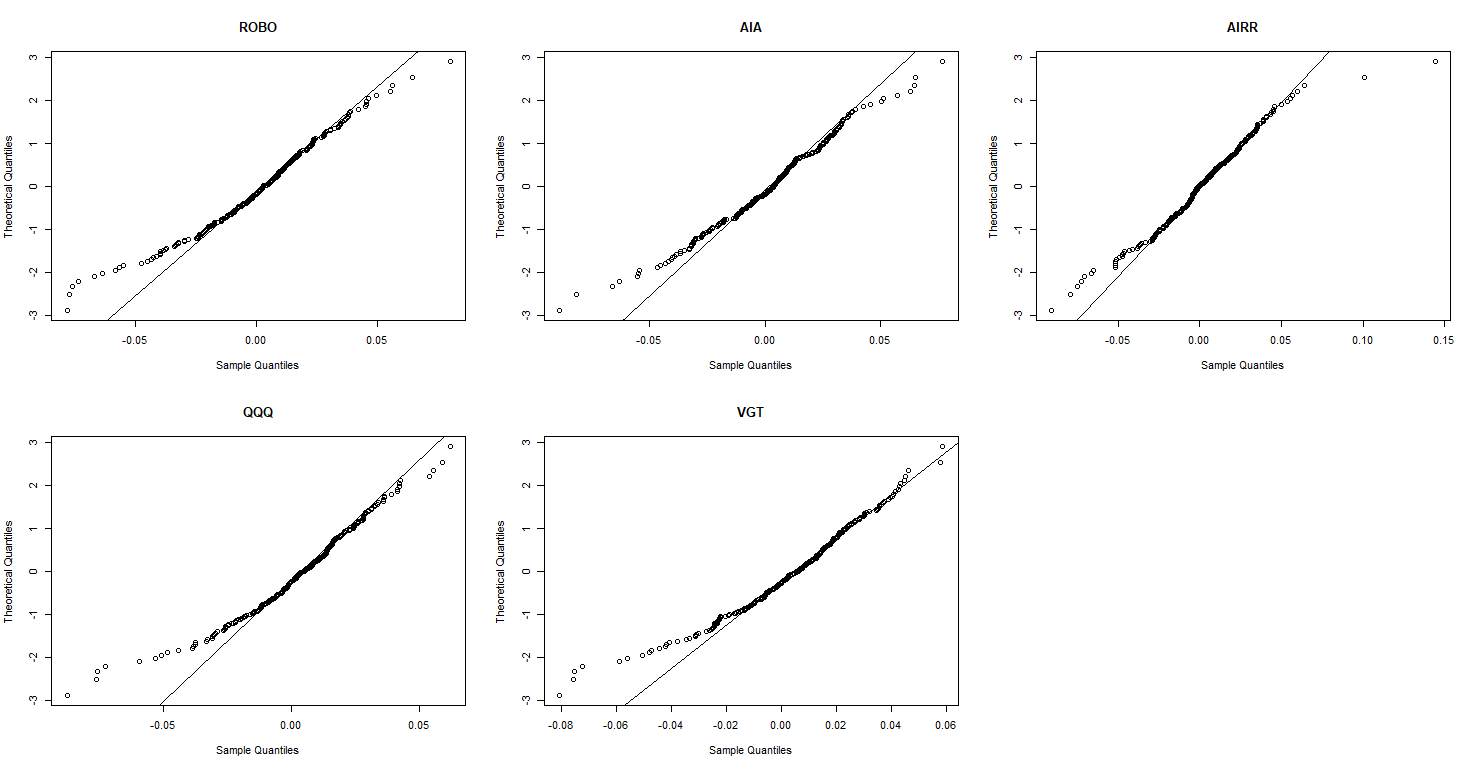 ROBO
Theoretical Quantiles
3
2
1
0
-1
-2
-3
-0.05 0.00 0.05
Sample Quantiles
AIA
Theoretical Quantiles
3
2
1
0
-1
-2
-3
-0.05 0.00 0.05
Sample Quantiles
AIRR
Theoretical Quantiles
3
2
1
0
-1
-2
-3
-0.05 0.00 0.05 0.10 0.15
Sample Quantiles
QQQ
Theoretical Quantiles
3
2
1
0
-1
-2
-3
-0.05 0.00 0.05
Sample Quantiles
VGT
Theoretical Quantiles
3
2
1
0
-1
-2
-3
-0.08 -0.06 -0.04 -0.02 0.00 0.02 0.04 0.06
Sample Quantiles